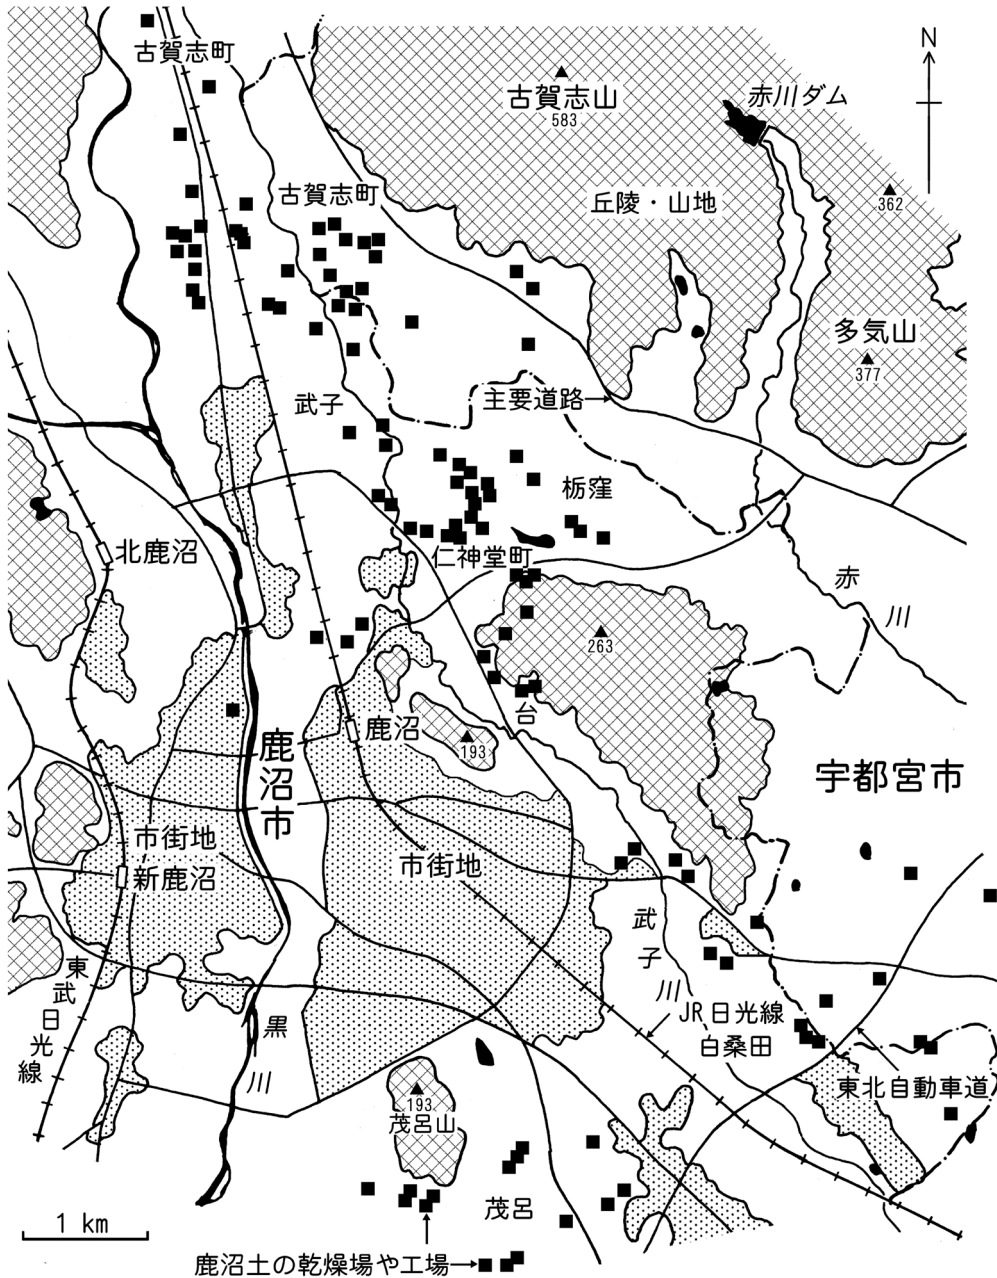 古賀志町
N
古賀志山
583
赤川ダム
古賀志町
丘陵・山地
362
多気山
377
武子
主要道路
栃窪
北鹿沼
仁神堂町
赤川
263
台
鹿沼
193
鹿沼市
宇都宮市
市街地
市街地
新鹿沼
武子川
東武日光線
黒川
JR日光線
白桑田
東北自動車道
193
茂呂山
茂呂
1 km
鹿沼土の乾燥場や工場